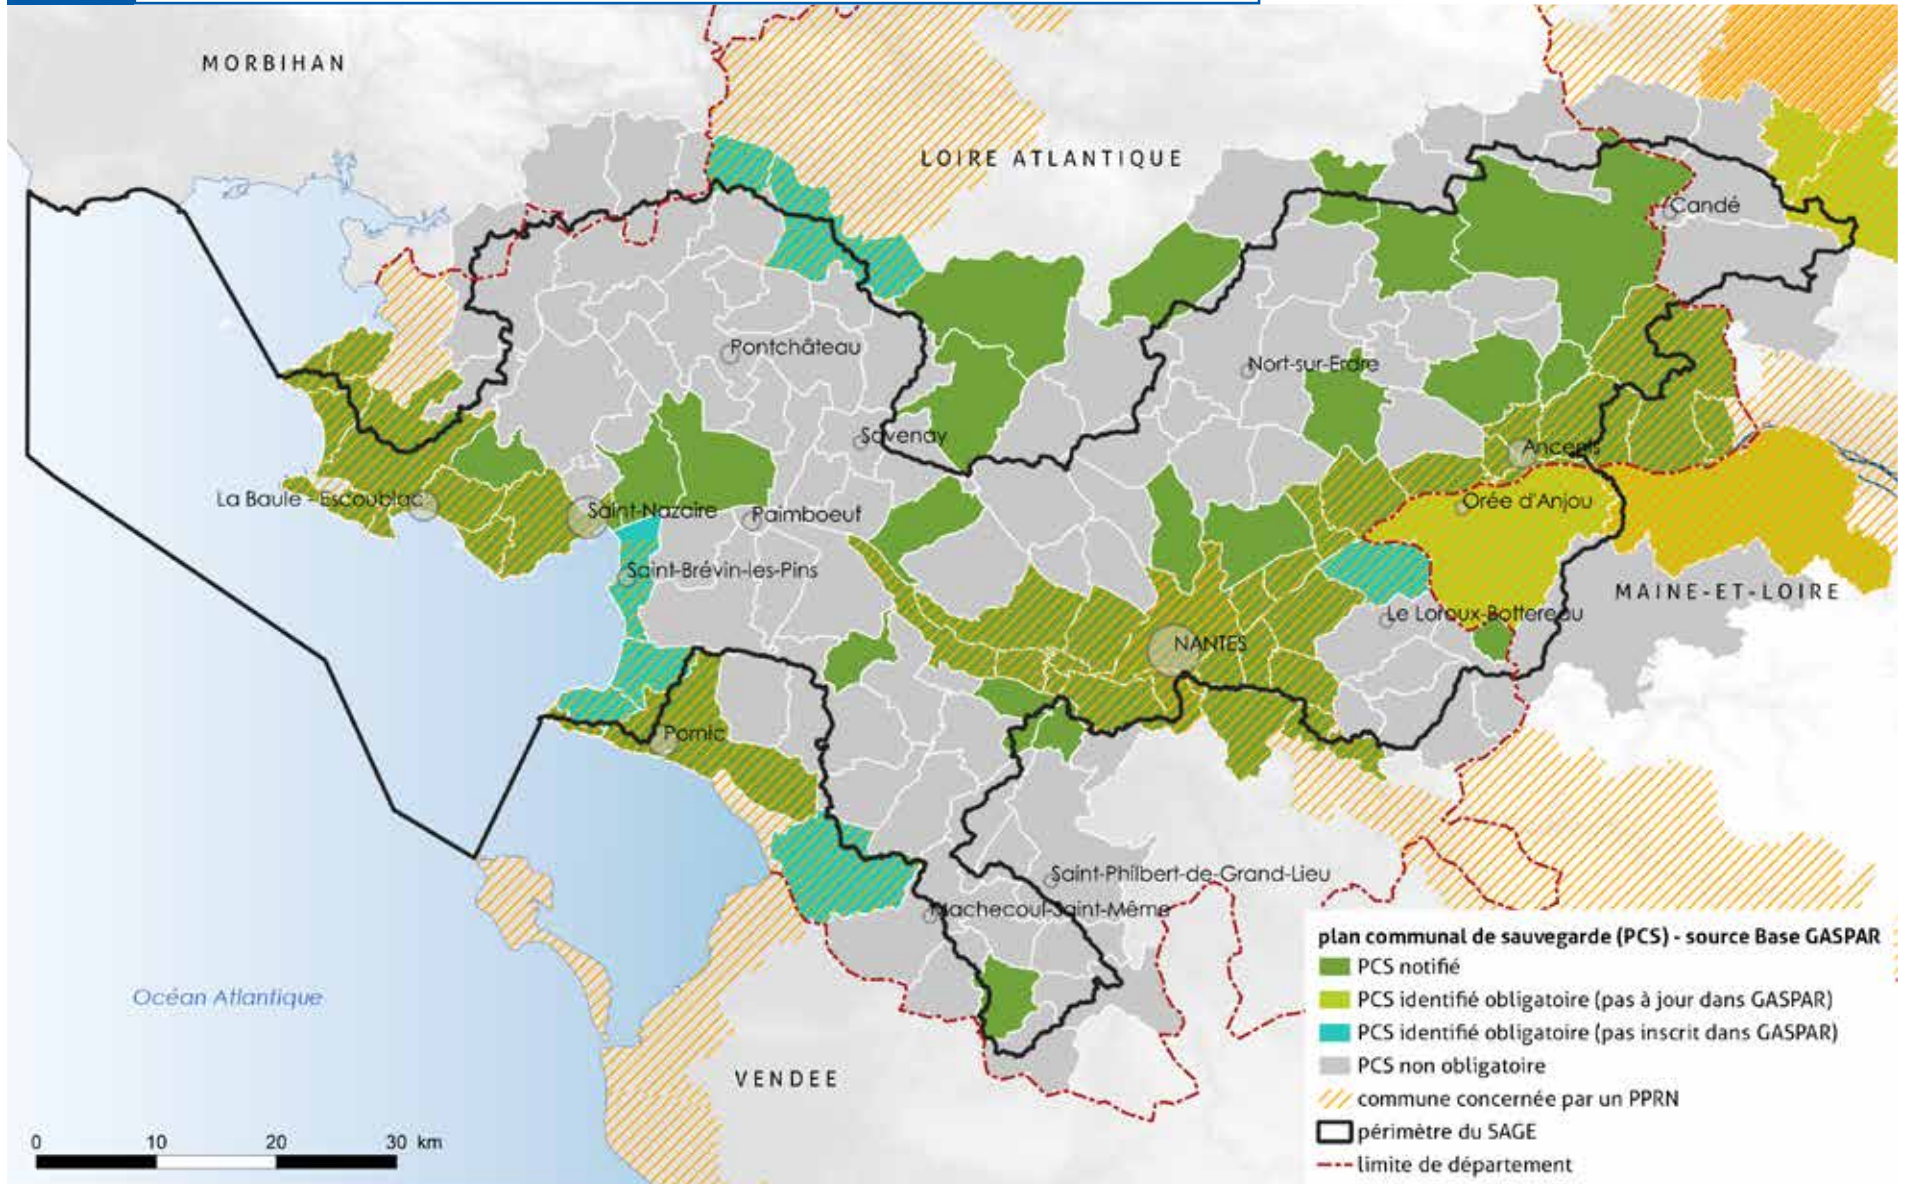 MORBIHAN
LOIRE ATLANTIQUE
Candé
Pontchâteau
Nort-sur-Erdre
Savenay
Ancenis
La Baule - Escoublac
Saint-Nazaire
Paimboeuf
Orée d'Anjou
Saint-Brévin-les-Pins
MAINE-ET-LOIRE
Le Loroux-Bottereau
NANTES
Pornic
Saint-Philbert-de-Grand-Lieu
Machecoul-Saint-Même
Océan Atlantique
VENDEE
plan communal de sauvegarde (PCS) - source Base GASPAR
PCS notifié
PCS identifié obligatoire (pas à jour dans GASPAR)
PCS identifié obligatoire (pas inscrit dans GASPAR)
PCS non obligatoire
commune concernée par un PPRN
périmètre du SAGE
limite de département
0 10 20 30 km